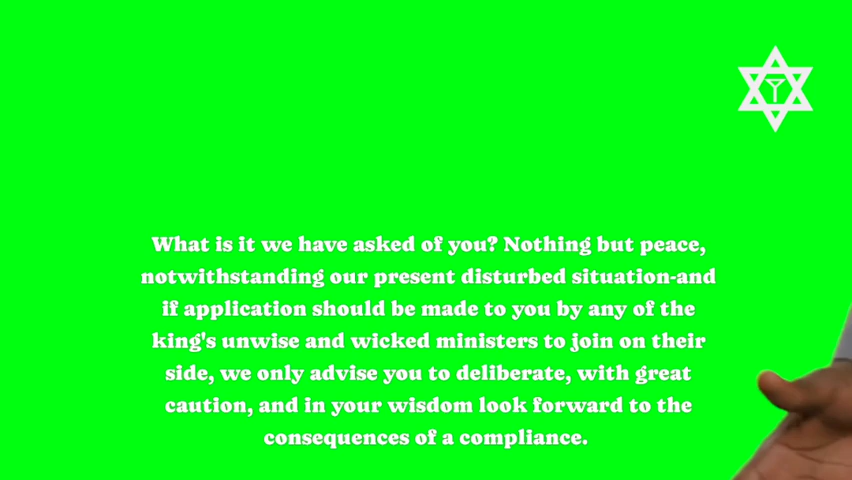 What is it we have asked of you? Nothing but peace,
notwithstanding our present disturbed situation-and
if application should be made to you by any of the
king's unwise and wicked ministers to join on their
side, we only advise you to deliberate, with great
caution, and in your wisdom look forward to the
consequences of a compliance.